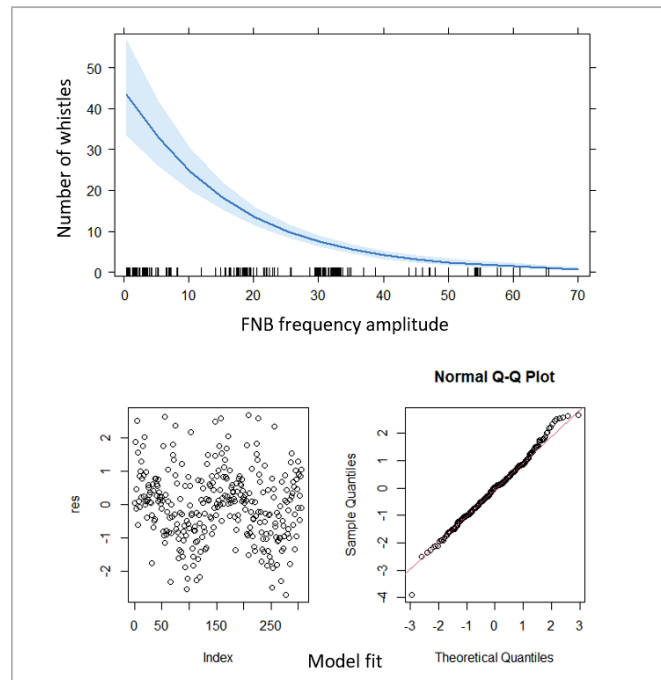 Number of whistles
50
40
30
20
10
0
0 10 20 30 40 50 60 70
FNB frequency amplitude
Normal Q-Q Plot
res
2
1
0
-1
-2
0 50 150 250
Index
Sample Quantiles
2
1
0
-1
-2
-3
-4
-3 -2 -1 0 1 2 3
Theoretical Quantiles
Model fit